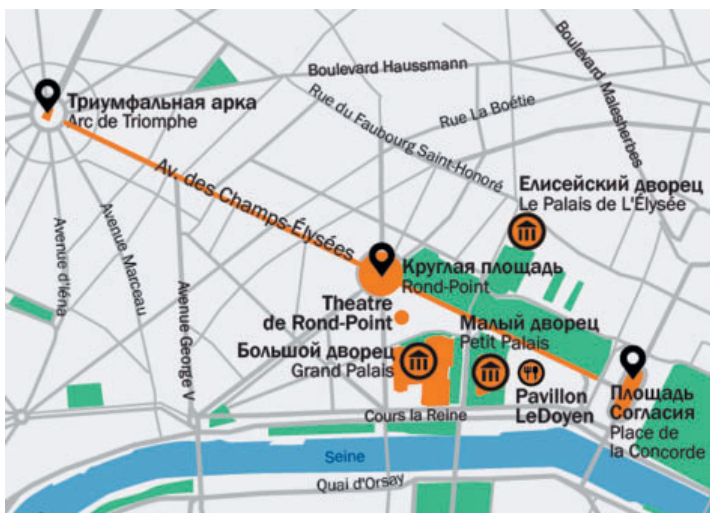 Boulevard Haussmann
Boulevard Malesherbes
Триумфальная арка
Arc de Triomphe
Rue La Boétie
Rue du Faubourg Saint-Honoré
Av. des Champs-Élysées
Елисейский дворец
Le Palais de L'Élysée
Avenue d'Iéna
Avenue Marceau
Avenue George V
Круглая площадь
Rond-Point
Theatre
de Rond-Point
Малый дворец
Petit Palais
Большой дворец
Grand Palais
Pavillon
LeDoyen
Площадь
Согласия
Place de
la Concorde
Cours la Reine
Seine
Quai d'Orsay